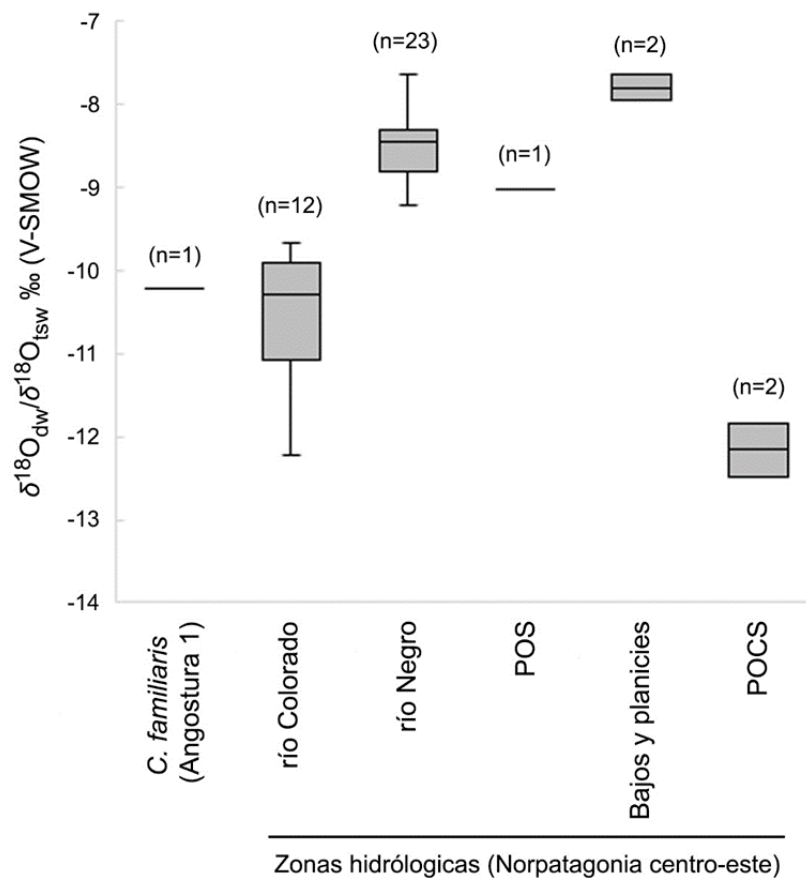 δ18Odw/δ18Otsw ‰ (V-SMOW)
-7
-8
-9
-10
-11
-12
-13
-14
(n=1)
(n=12)
(n=23)
(n=1)
(n=2)
(n=2)
C. familiaris
(Angostura 1)
río Colorado
río Negro
POS
Bajos y planicies
POCS
Zonas hidrólogicas (Norpatagonia centro-este)